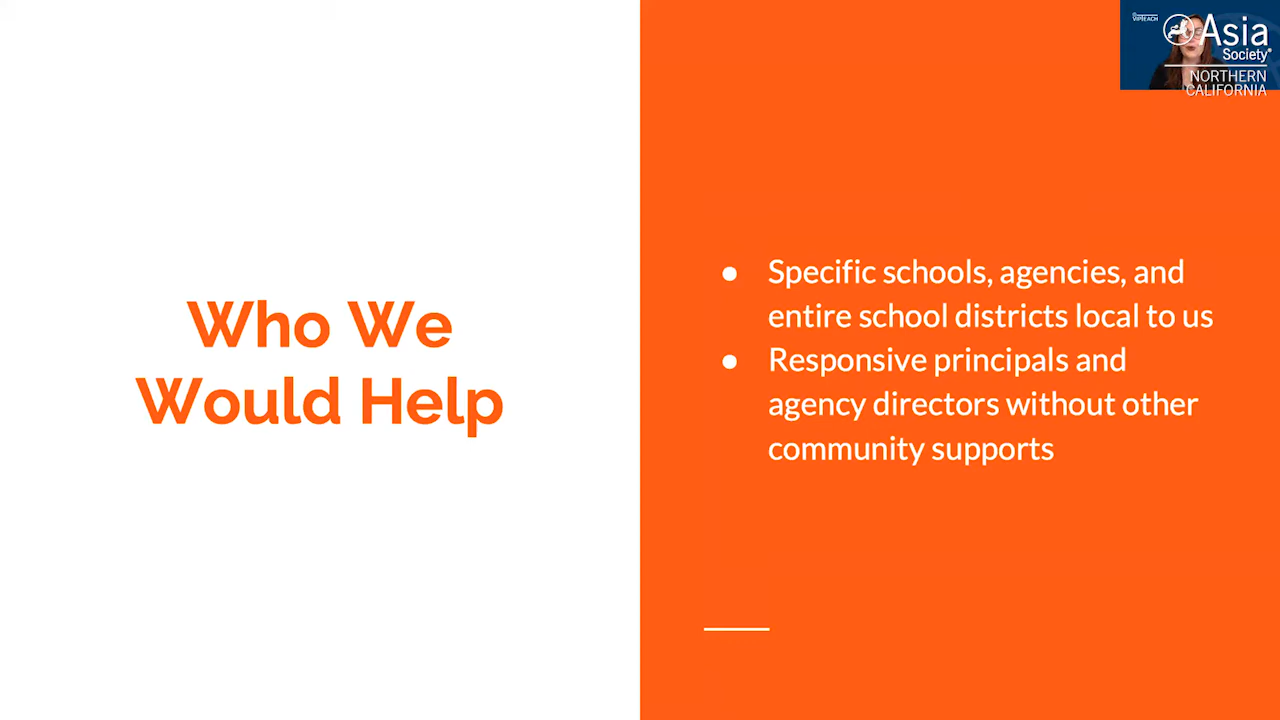 Who We
Would Help
Specific schools, agencies, and
entire school districts local to us
Responsive principals and
agency directors without other
community supports
VIPTEACH
Asia
Society®
NORTHERN
CALIFORNIA